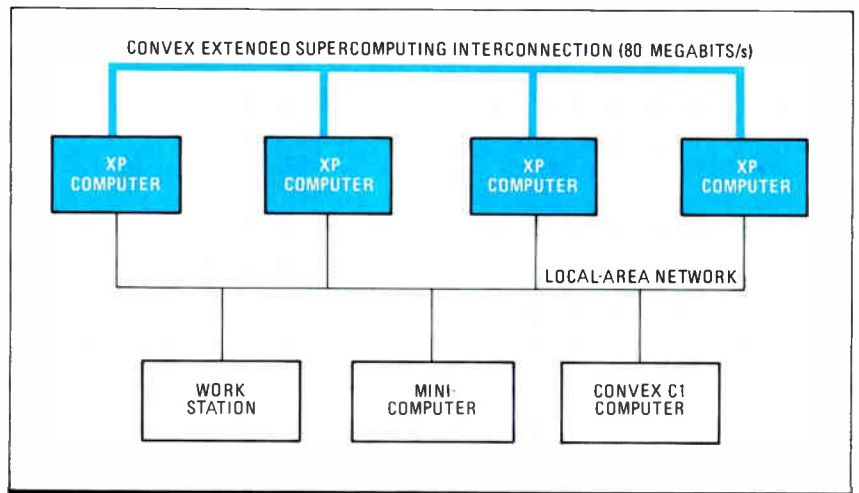 CONVEX EXTENDED SUPERCOMPUTING INTERCONNECTION (80 MEGABITS/s)
XP
COMPUTER
XP
COMPUTER
XP
COMPUTER
XP
COMPUTER
LOCAL-AREA NETWORK
WORK
STATION
MINI-
COMPUTER
CONVEX C1
COMPUTER